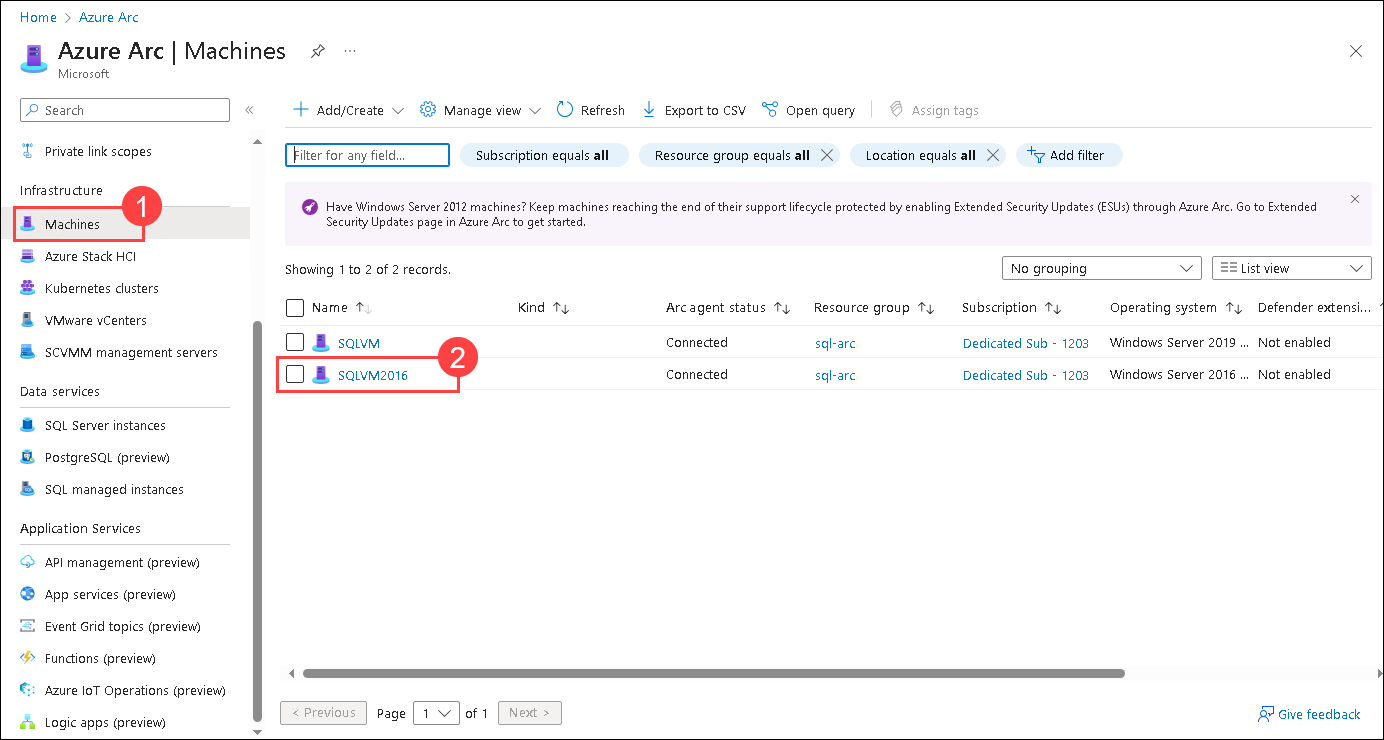 Home > Azure Arc
Azure Arc | Machines
Microsoft
Search
Private link scopes
Infrastructure
Machines
1
Azure Stack HCI
Kubernetes clusters
VMware vCenters
SCVMM management servers
Data services
SQL Server instances
PostgreSQL (preview)
SQL managed instances
Application Services
API management (preview)
App services (preview)
Event Grid topics (preview)
Functions (preview)
Azure IoT Operations (preview)
Logic apps (preview)
Add/Create Manage view Refresh Export to CSV Open query Assign tags
Filter for any field... Subscription equals all Resource group equals all Location equals all Add filter
Have Windows Server 2012 machines? Keep machines reaching the end of their support lifecycle protected by enabling Extended Security Updates (ESUs) through Azure Arc. Go to Extended
Security Updates page in Azure Arc to get started.
Showing 1 to 2 of 2 records. No grouping List view
Name Kind Arc agent status Resource group Subscription Operating system Defender extensi...
SQLVM Connected sql-arc Dedicated Sub - 1203 Windows Server 2019 ... Not enabled
2
SQLVM2016 Connected sql-arc Dedicated Sub - 1203 Windows Server 2016 ... Not enabled
< Previous Page 1 of 1 Next > Give feedback